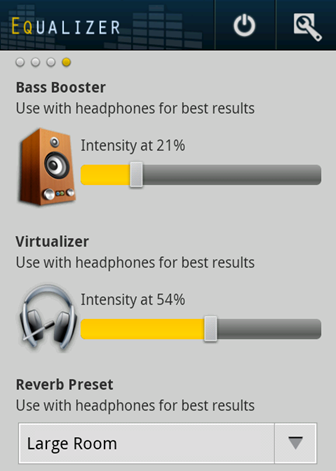 EQUALIZER
Bass Booster
Use with headphones for best results
Intensity at 21%
Virtualizer
Use with headphones for best results
Intensity at 54%
Reverb Preset
Use with headphones for best results
Large Room